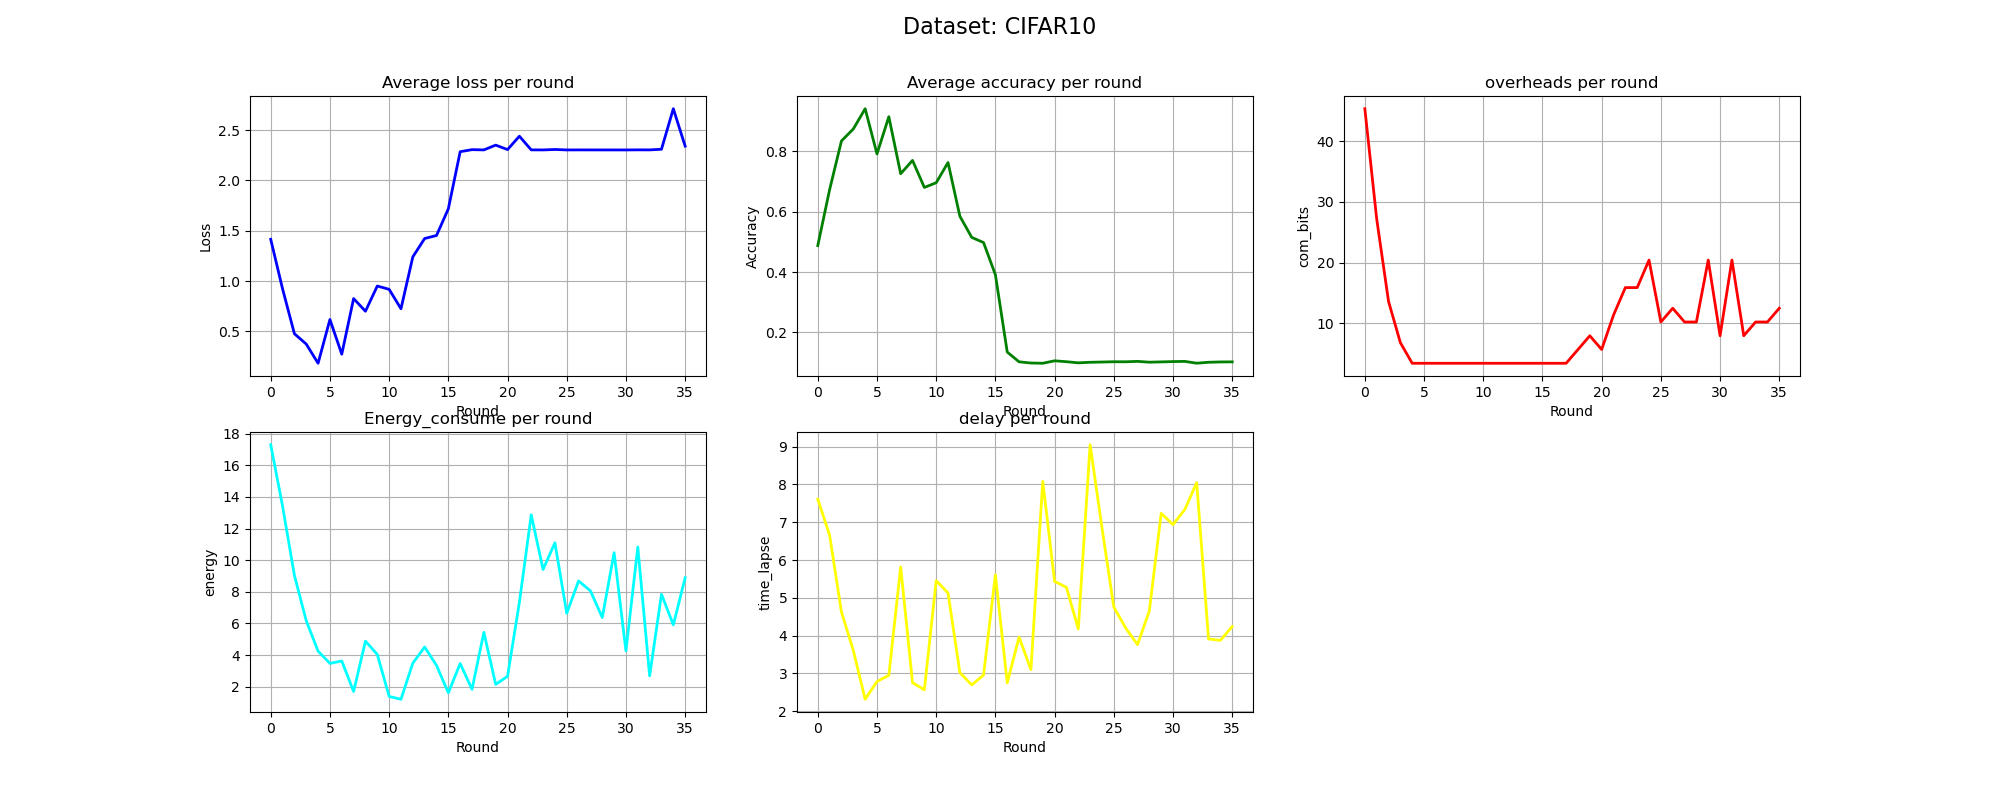 Dataset: CIFAR10
Average loss per round
Loss
2.5
2.0
1.5
1.0
0.5
0 5 10 15 20 25 30 35
Round
Average accuracy per round
Accuracy
0.8
0.6
0.4
0.2
0 5 10 15 20 25 30 35
Round
overheads per round
com_bits
40
30
20
10
0 5 10 15 20 25 30 35
Round
Energy_consume per round
energy
18
16
14
12
10
8
6
4
2
0 5 10 15 20 25 30 35
Round
delay per round
time_lapse
9
8
7
6
5
4
3
2
0 5 10 15 20 25 30 35
Round